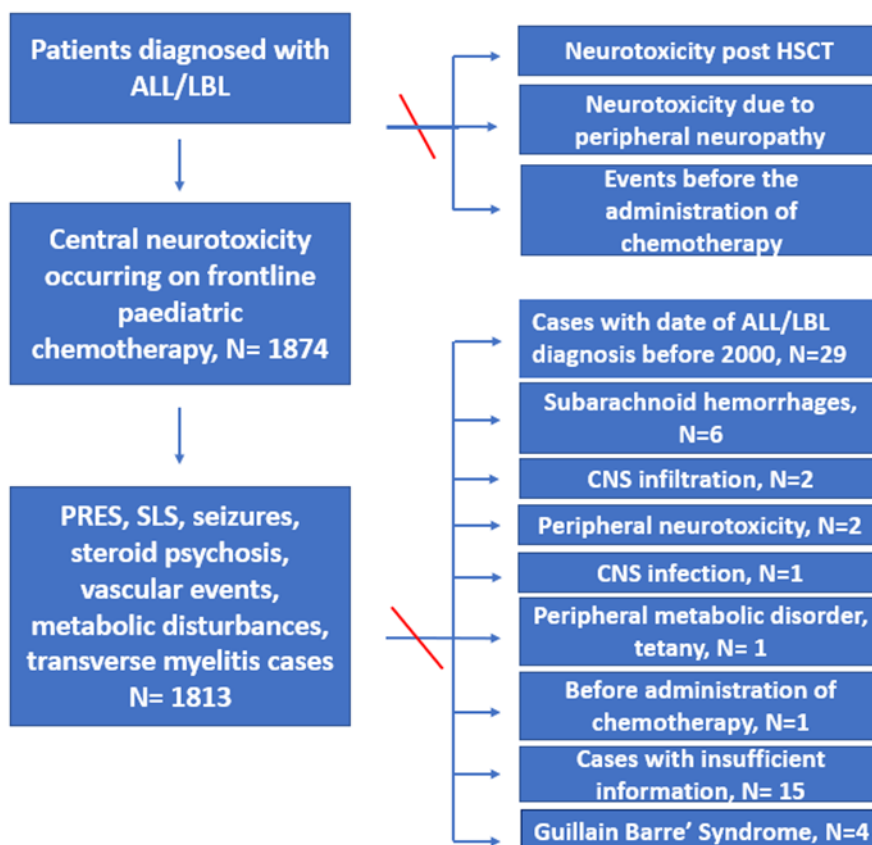 Patients diagnosed with
ALL/LBL
Central neurotoxicity
occurring on frontline
paediatric
chemotherapy, N= 1874
PRES, SLS, seizures,
steroid psychosis,
vascular events,
metabolic disturbances,
transverse myelitis cases
N= 1813
Neurotoxicity post HSCT
Neurotoxicity due to
peripheral neuropathy
Events before the
administration of
chemotherapy
Cases with date of ALL/LBL
diagnosis before 2000, N=29
Subarachnoid hemorrhages,
N=6
CNS infiltration, N=2
Peripheral neurotoxicity, N=2
CNS infection, N=1
Peripheral metabolic disorder,
tetany, N= 1
Before administration of
chemotherapy, N=1
Cases with insufficient
information, N= 15
Guillain Barre’ Syndrome, N=4